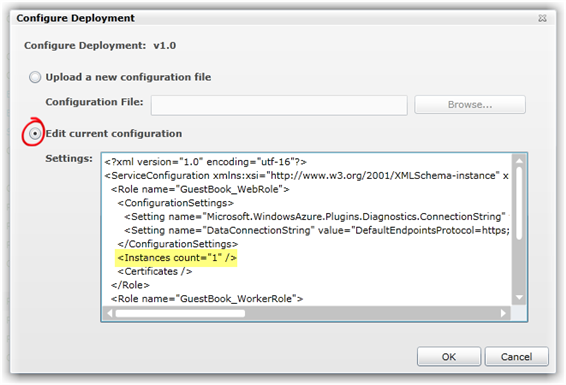 Configure Deployment
Configure Deployment: v1.0
Upload a new configuration file
Configuration File:
Browse...
Edit current configuration
Settings:
<?xml version="1.0" encoding="utf-16"?>
<ServiceConfiguration xmlns:xsi="http://www.w3.org/2001/XMLSchema-instance" x
<Role name="GuestBook_WebRole">
<ConfigurationSettings>
<Setting name="Microsoft.WindowsAzure.Plugins.Diagnostics.ConnectionString"
<Setting name="DataConnectionString" value="DefaultEndpointsProtocol=https;
</ConfigurationSettings>
<Instances count="1" />
<Certificates />
</Role>
<Role name="GuestBook_WorkerRole">
OK
Cancel